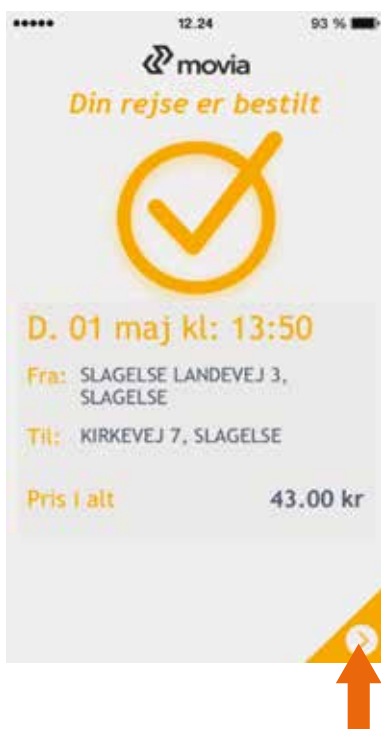 12.24 93 %
movia
Din rejse er bestilt
D. 01 maj kl: 13:50
Fra: SLAGELSE LANDEVEJ 3,
SLAGELSE
Til: KIRKEVEJ 7, SLAGELSE
Pris i alt 43.00 kr